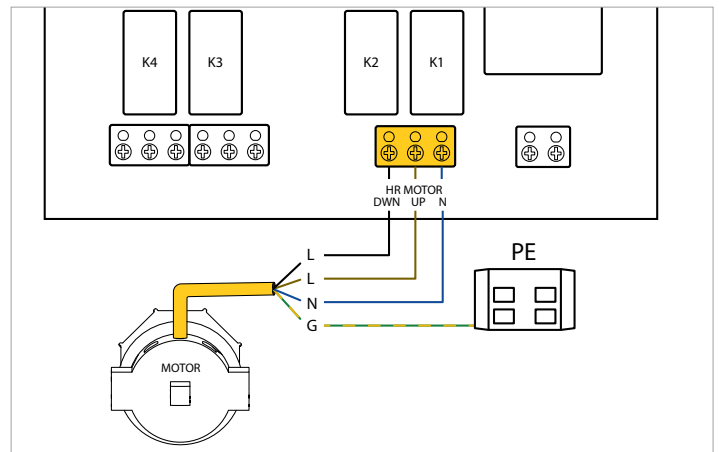 K4 K3 K2 K1
HR MOTOR
DWN UP N
L
PE
L
N
G
MOTOR